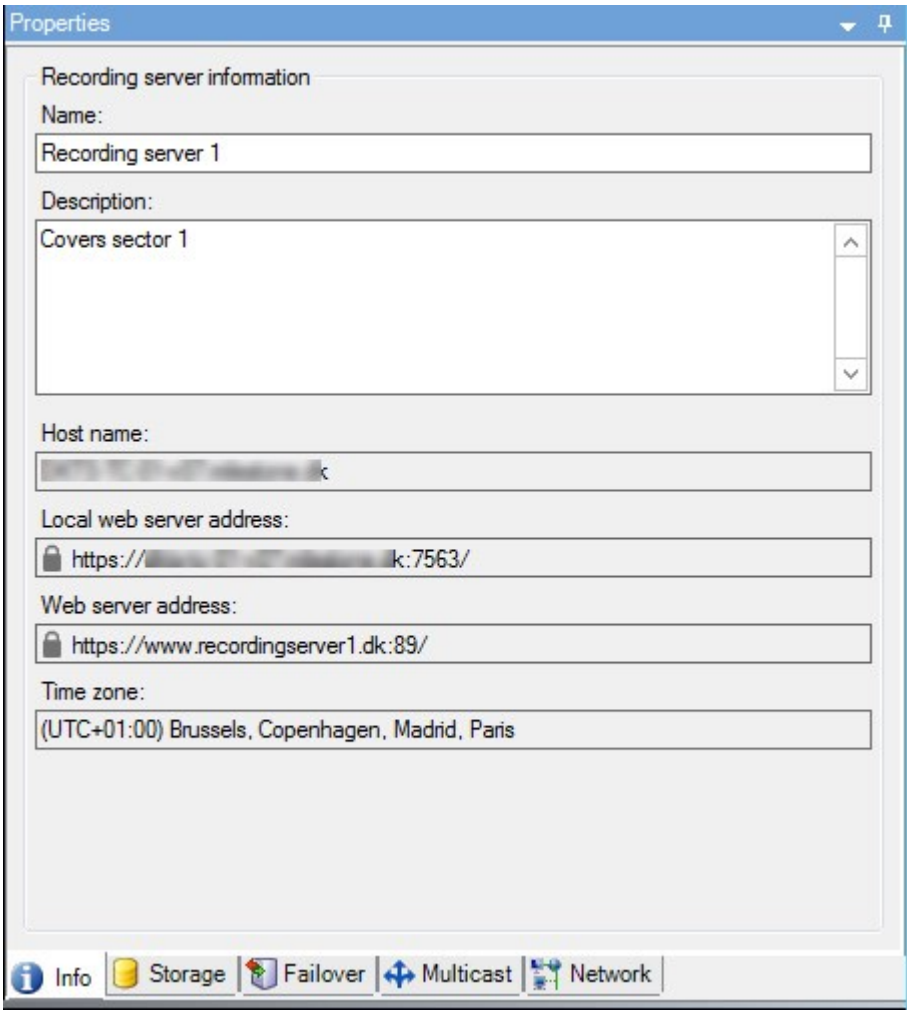 Properties
Recording server information
Name:
Recording server 1
Description:
Covers sector 1
Host name:
Local web server address:
https:// k:7563/
Web server address:
https://www.recordingserver1.dk:89/
Time zone:
(UTC+01:00) Brussels, Copenhagen, Madrid, Paris
Info Storage Failover Multicast Network